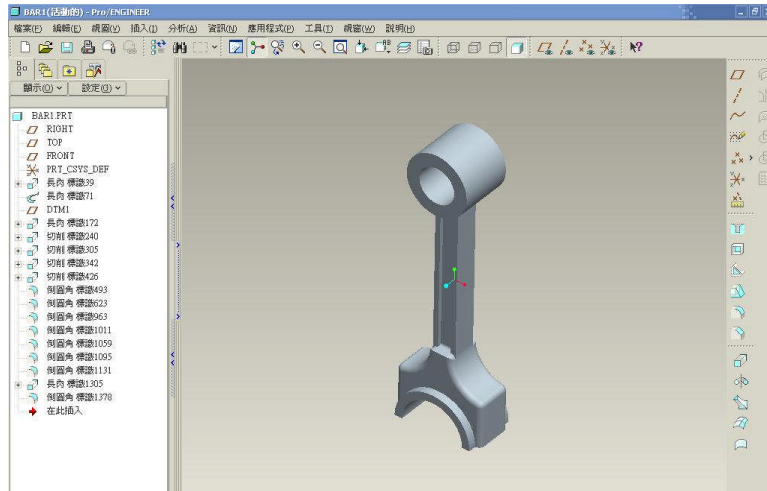 BAR1(活動的) - Pro/ENGINEER
檔案(F) 編輯(E) 視圖(V) 插入(I) 分析(A) 資訊(N) 應用程式(P) 工具(T) 視窗(W) 說明(H)
顯示(O) 設定(G)
BAR1.PRT
RIGHT
TOP
FRONT
PRT_CSYS_DEF
長肉 標識39
長肉 標識71
DTM1
長肉 標識172
切削 標識240
切削 標識305
切削 標識342
切削 標識426
倒圓角 標識493
倒圓角 標識623
倒圓角 標識963
倒圓角 標識1011
倒圓角 標識1059
倒圓角 標識1095
倒圓角 標識1131
長肉 標識1305
倒圓角 標識1378
在此插入